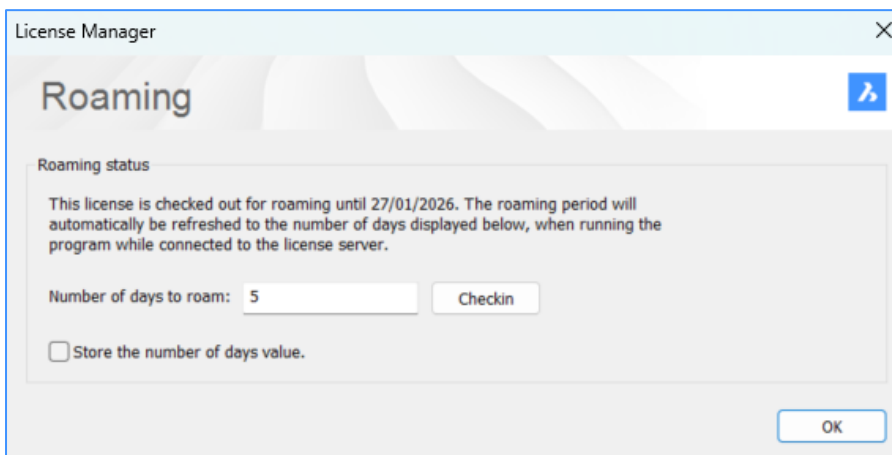 License Manager
Roaming
Roaming status
This license is checked out for roaming until 27/01/2026. The roaming period will
automatically be refreshed to the number of days displayed below, when running the
program while connected to the license server.
Number of days to roam: 5 Checkin
Store the number of days value.
OK